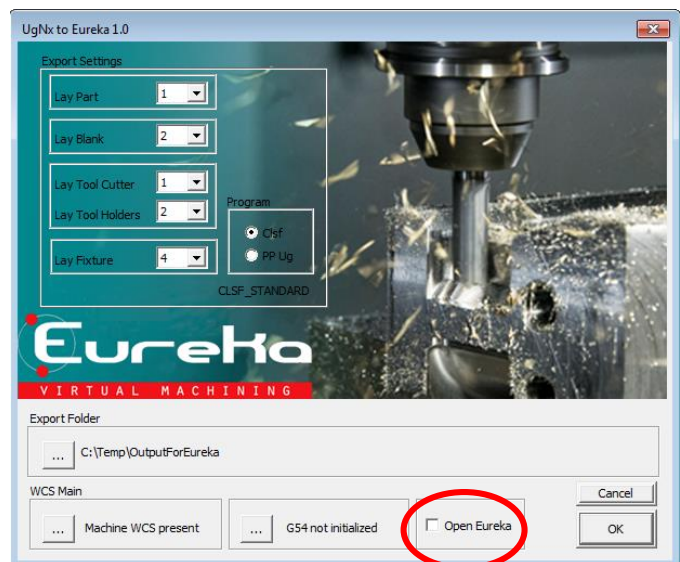 UgNx to Eureka 1.0
Export Settings
Lay Part 1
Lay Blank 2
Lay Tool Cutter 1
Lay Tool Holders 2
Program
Clsf
PP Ug
Lay Fixture 4
CLSF_STANDARD
Eureka
VIRTUAL MACHINING
Export Folder
... C:\Temp\OutputForEureka
WCS Main
... Machine WCS present
... G54 not initialized
Open Eureka
Cancel
OK